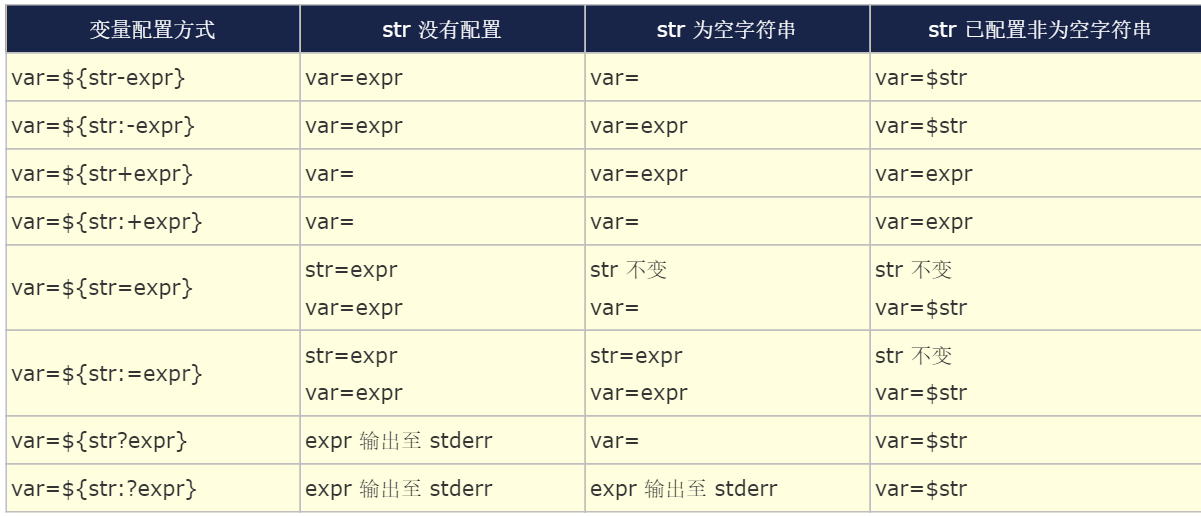 变量配置方式 str 没有配置 str 为空字符串 str 已配置非为空字符串
var=${str-expr} var=expr var= var=$str
var=${str:-expr} var=expr var=expr var=$str
var=${str+expr} var= var=expr var=expr
var=${str:+expr} var= var= var=expr
var=${str=expr} str=expr str 不变 str 不变
var=expr var= var=$str
var=${str:=expr} str=expr str=expr str 不变
var=expr var=expr var=$str
var=${str?expr} expr 输出至 stderr var= var=$str
var=${str:?expr} expr 输出至 stderr expr 输出至 stderr var=$str